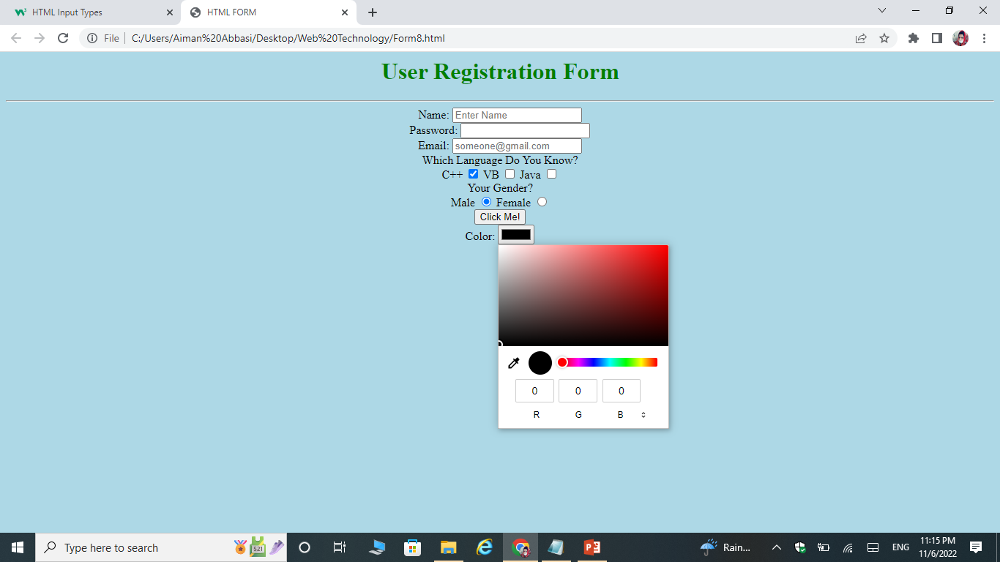 HTML Input Types
HTML FORM
File
C:/Users/Aiman%20Abbasi/Desktop/Web%20Technology/Form8.html
User Registration Form
Name: Enter Name
Password:
Email: someone@gmail.com
Which Language Do You Know?
C++ VB Java
Your Gender?
Male Female
Click Me!
Color:
0 0 0
R G B
Type here to search
521
Rain...
ENG
11:15 PM
11/6/2022